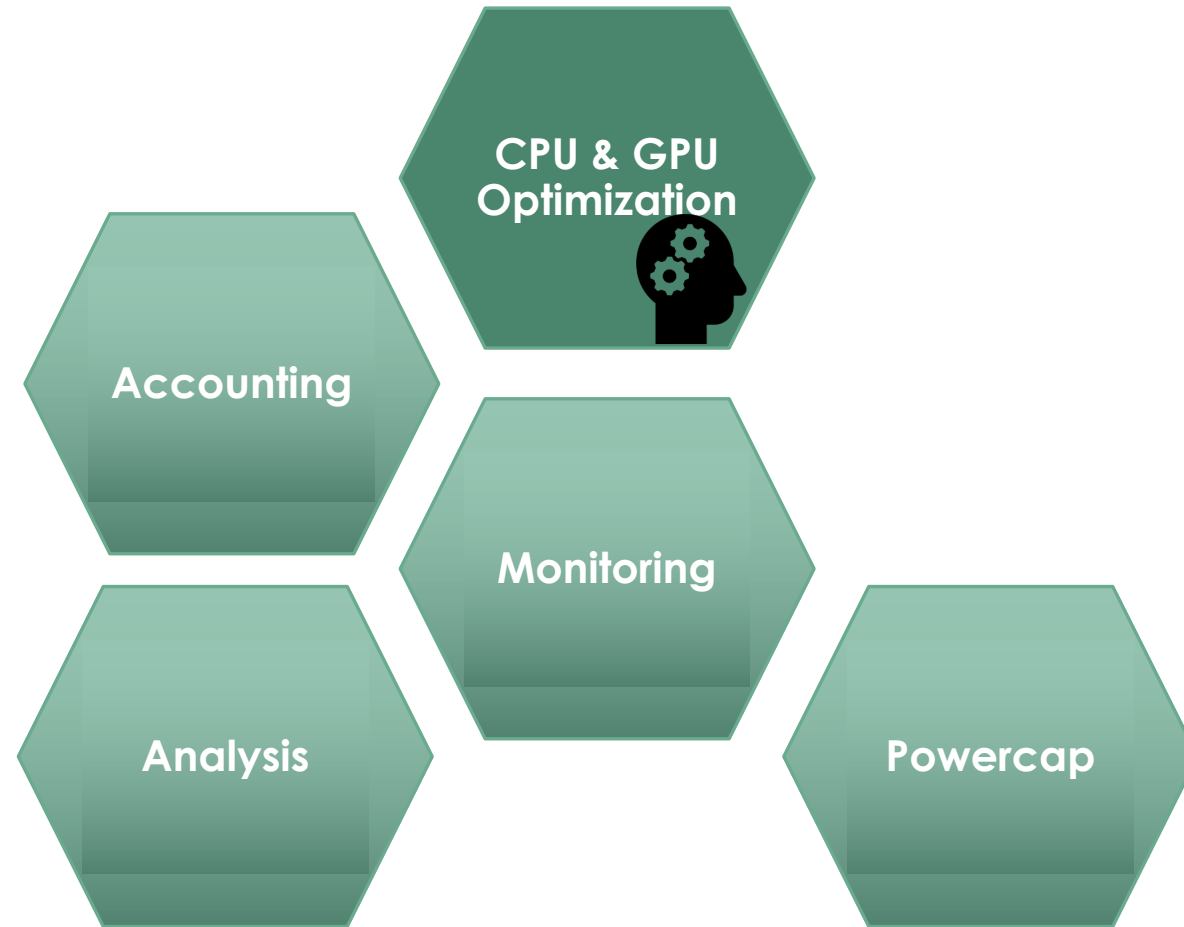 CPU & GPU
Optimization
Accounting
Monitoring
Analysis
Powercap